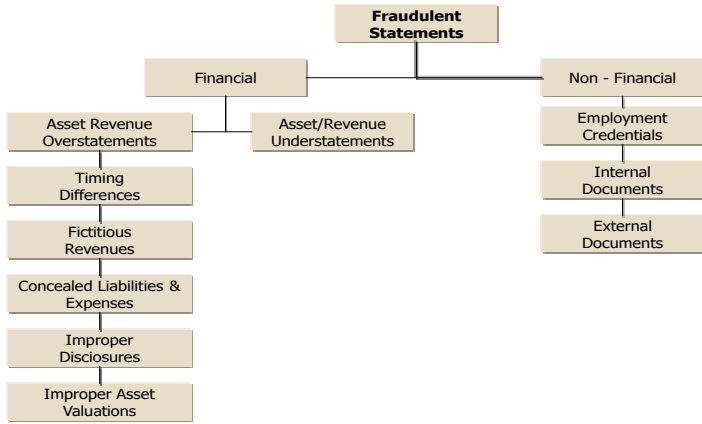 Fraudulent
Statements
Financial
Non - Financial
Asset Revenue
Overstatements
Asset/Revenue
Understatements
Employment
Credentials
Timing
Differences
Internal
Documents
Fictitious
Revenues
External
Documents
Concealed Liabilities &
Expenses
Improper
Disclosures
Improper Asset
Valuations